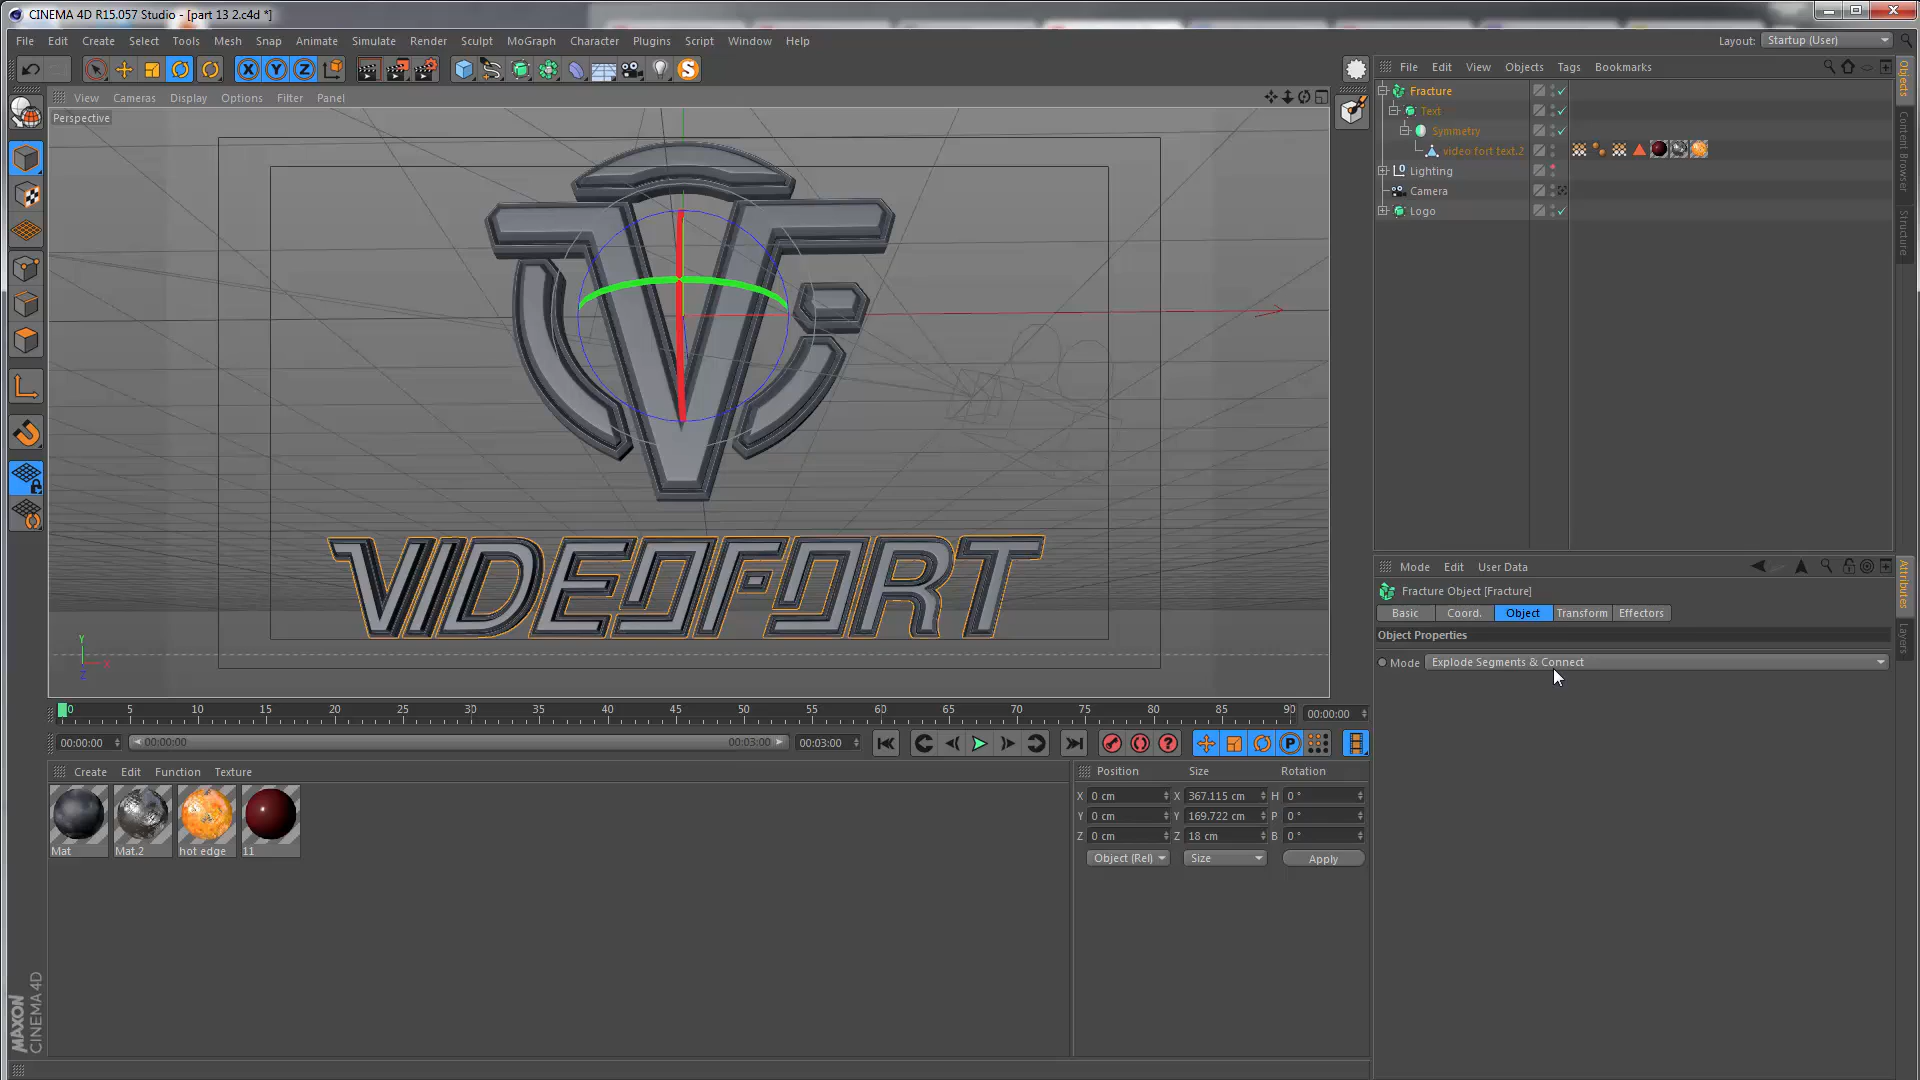 CINEMA 4D R15.057 Studio - [part 13 2.c4d *]
File Edit Create Select Tools Mesh Snap Animate Simulate Render Sculpt MoGraph Character Plugins Script Window Help
Layout: Startup (User)
X Y Z
S
File Edit View Objects Tags Bookmarks
View Cameras Display Options Filter Panel
Perspective
Fracture
Text
Symmetry
video fort text.2
Lighting
Camera
Logo
Objects
Content Browser
Structure
VIDEOFORT
Y
X
Z
Mode Edit User Data
Fracture Object [Fracture]
Basic Coord. Object Transform Effectors
Object Properties
Mode Explode Segments & Connect
Attributes
Layers
0 5 10 15 20 25 30 35 40 45 50 55 60 65 70 75 80 85 90 00:00:00
00:00:00 00:00:00 00:03:00 00:03:00
P
Create Edit Function Texture
Mat Mat.2 hot edge 11
Position Size Rotation
X 0 cm X 367.115 cm H 0 °
Y 0 cm Y 169.722 cm P 0 °
Z 0 cm Z 18 cm B 0 °
Object (Rel) Size Apply
MAXON
CINEMA 4D